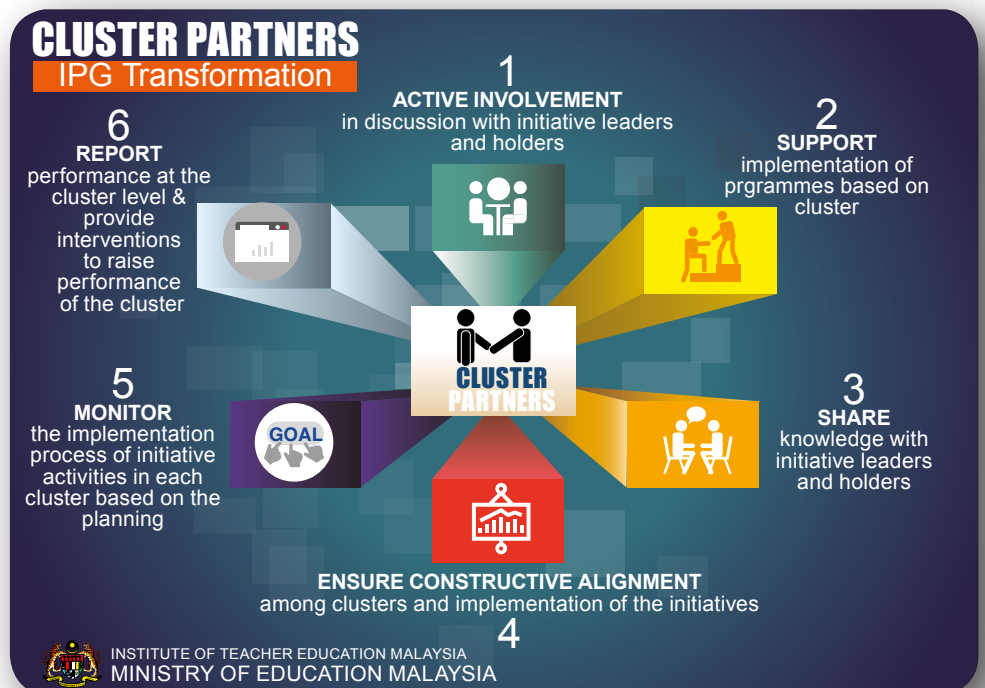 CLUSTER PARTNERS
IPG Transformation
1
ACTIVE INVOLVEMENT
in discussion with initiative leaders
and holders
2
SUPPORT
implementation of
prgrammes based on
cluster
3
SHARE
knowledge with
initiative leaders
and holders
ENSURE CONSTRUCTIVE ALIGNMENT
among clusters and implementation of the initiatives
4
5
MONITOR
the implementation
process of initiative
activities in each
cluster based on the
planning
6
REPORT
performance at the
cluster level &
provide
interventions
to raise
performance
of the cluster
GOAL
CLUSTER
PARTNERS
INSTITUTE OF TEACHER EDUCATION MALAYSIA
MINISTRY OF EDUCATION MALAYSIA